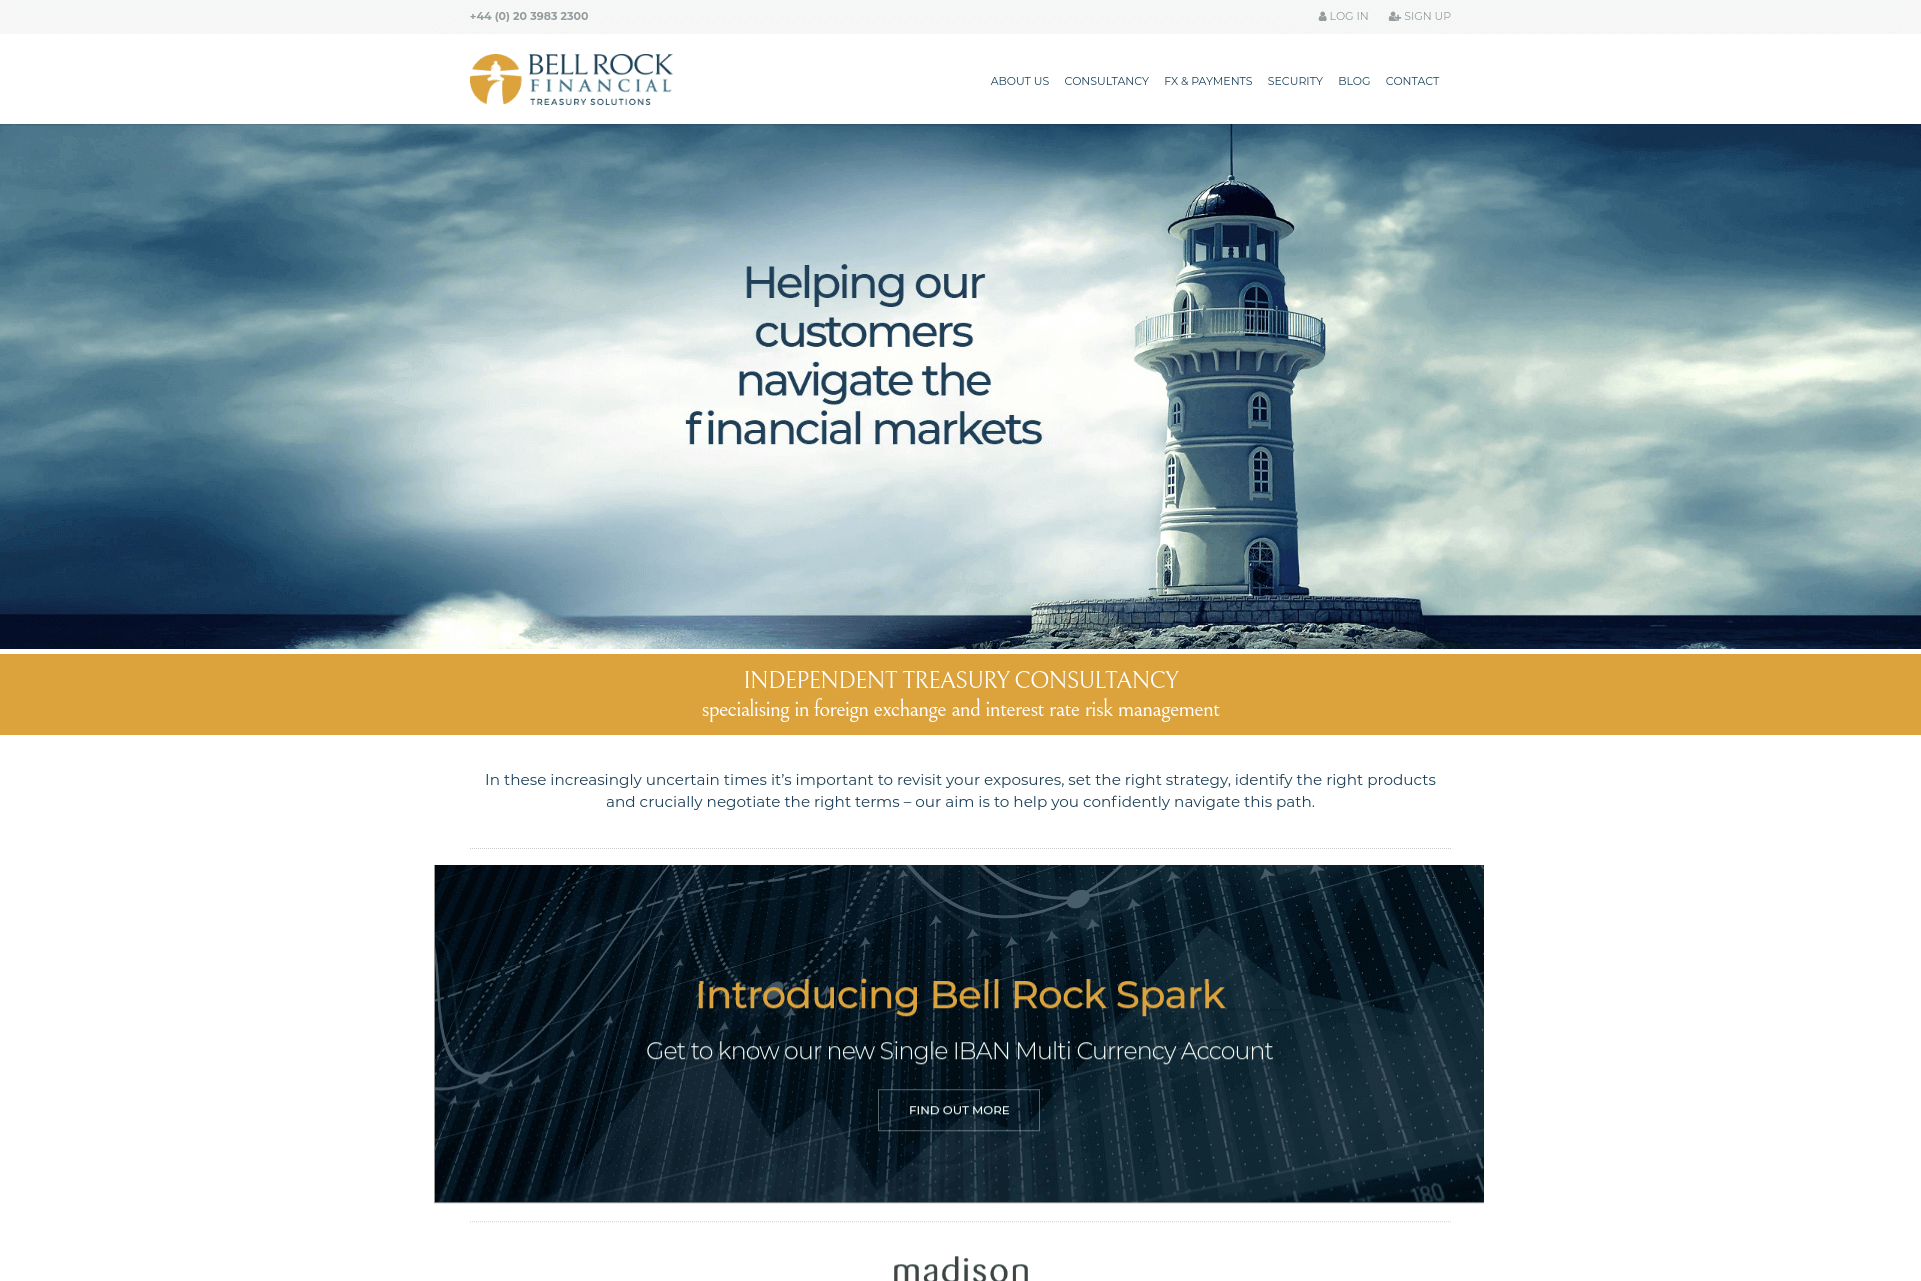 +44 (0) 20 3983 2300
LOG IN
SIGN UP
BELL ROCK
FINANCIAL
TREASURY SOLUTIONS
ABOUT US
CONSULTANCY
FX & PAYMENTS
SECURITY
BLOG
CONTACT
Helping our
customers
navigate the
financial markets
INDEPENDENT TREASURY CONSULTANCY
specialising in foreign exchange and interest rate risk management
In these increasingly uncertain times it’s important to revisit your exposures, set the right strategy, identify the right products
and crucially negotiate the right terms – our aim is to help you confidently navigate this path.
Introducing Bell Rock Spark
Get to know our new Single IBAN Multi Currency Account
FIND OUT MORE
180
madison